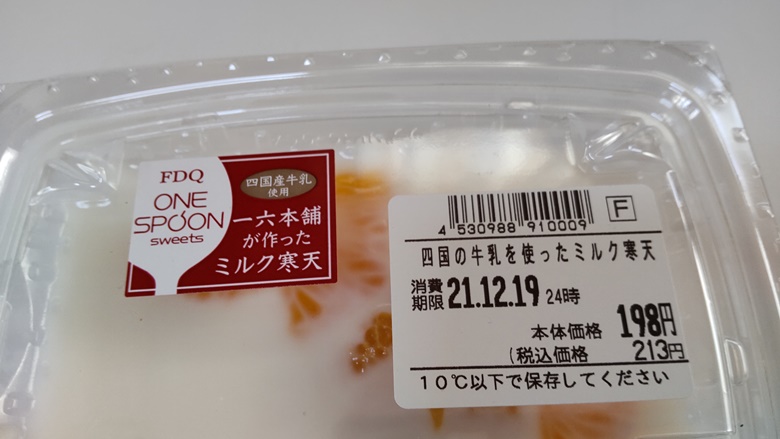 FDQ
ONE
SPOON
sweets
四国産牛乳
使用
一六本舗
が作った
ミルク寒天
4 530988 910009
F
四国の牛乳を使ったミルク寒天
消費
期限 21.12.19 24時
本体価格 198円
(税込価格 213円
10℃以下で保存してください